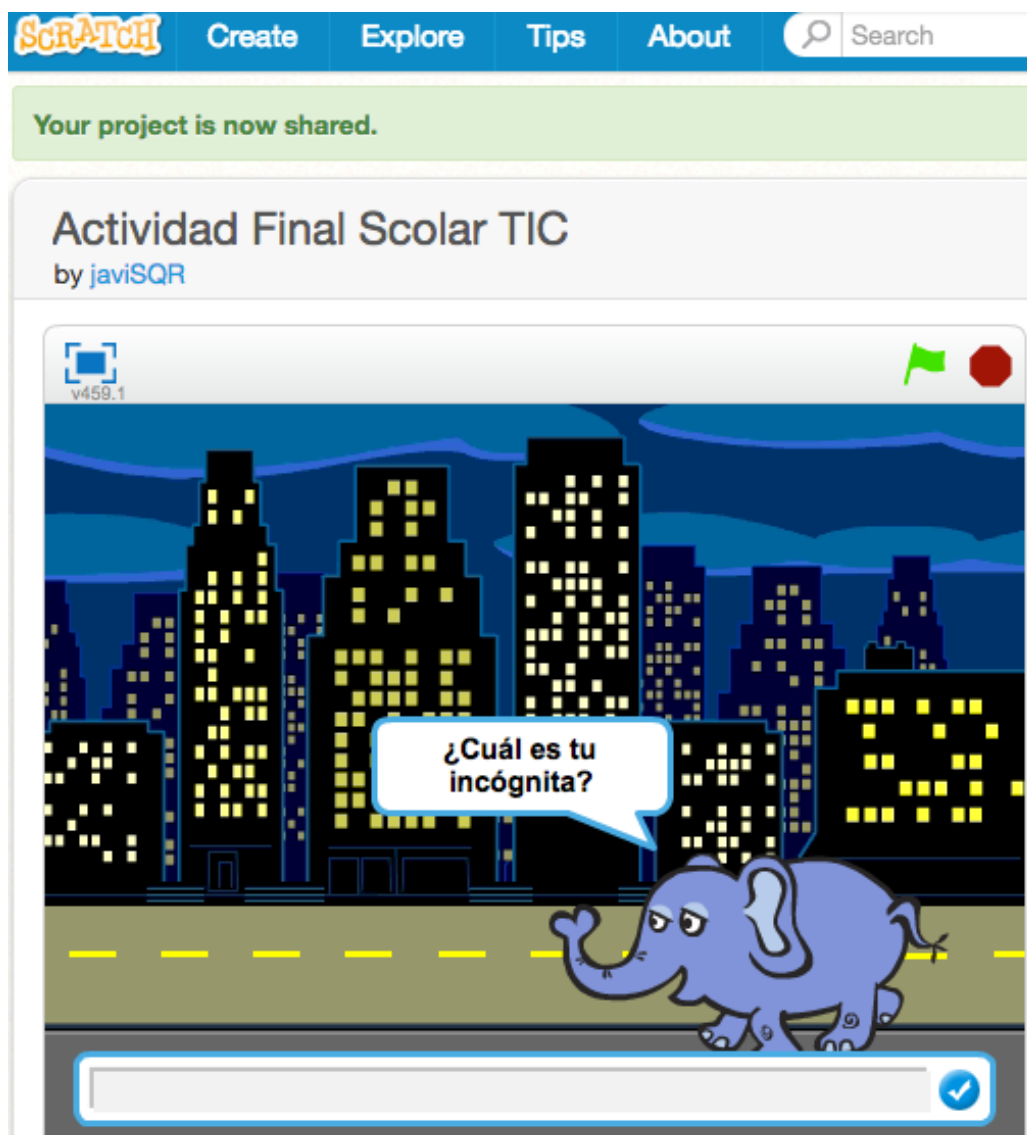 SCRATCH Create Explore Tips About Search
Your project is now shared.
Actividad Final Scolar TIC
by javiSQR
v459.1
¿Cuál es tu
incógnita?